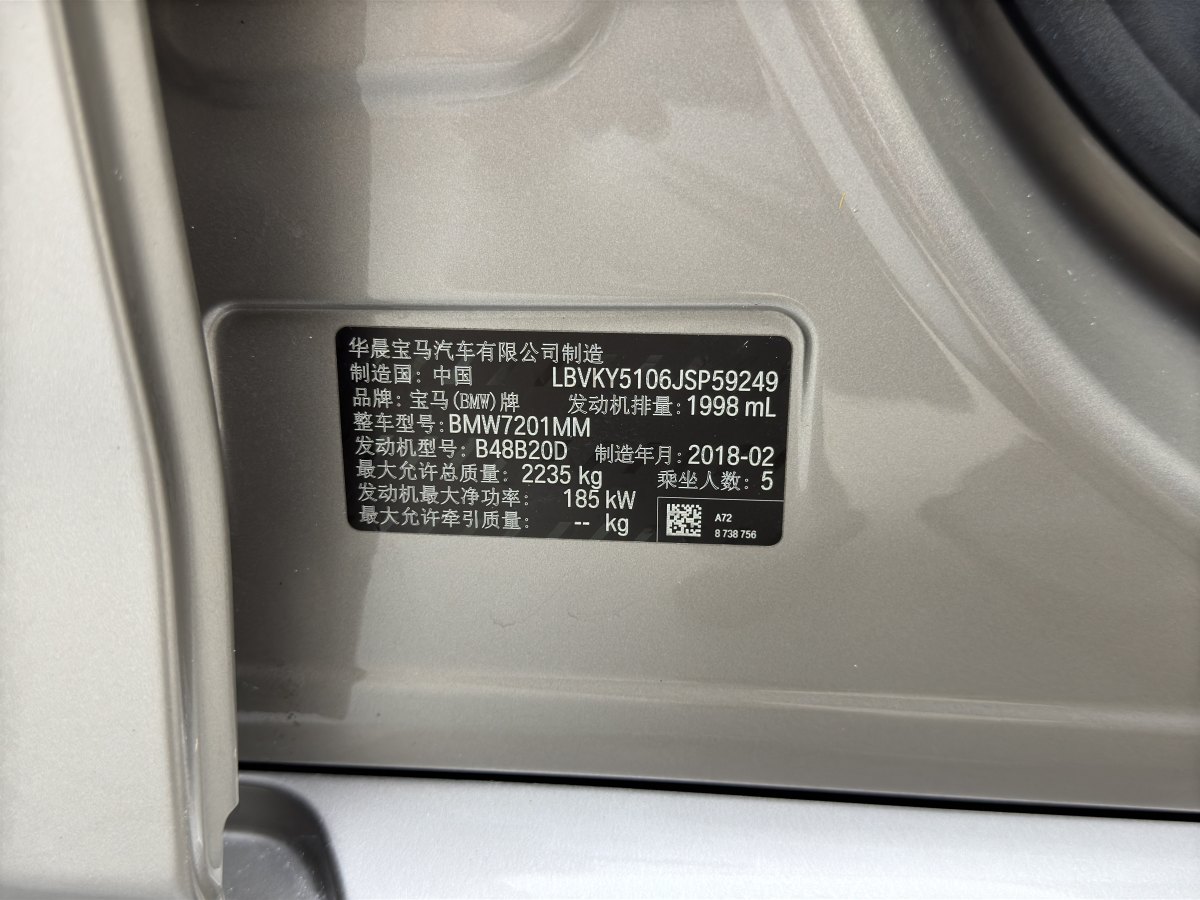 华晨宝马汽车有限公司制造
制造国: 中国 LBVKY5106JSP59249
品牌: 宝马(BMW)牌 发动机排量: 1998 mL
整车型号: BMW7201MM
发动机型号: B48B20D 制造年月: 2018-02
最大允许总质量: 2235 kg 乘坐人数: 5
发动机最大净功率: 185 kW
最大允许牵引质量: -- kg
A72
8 738 756